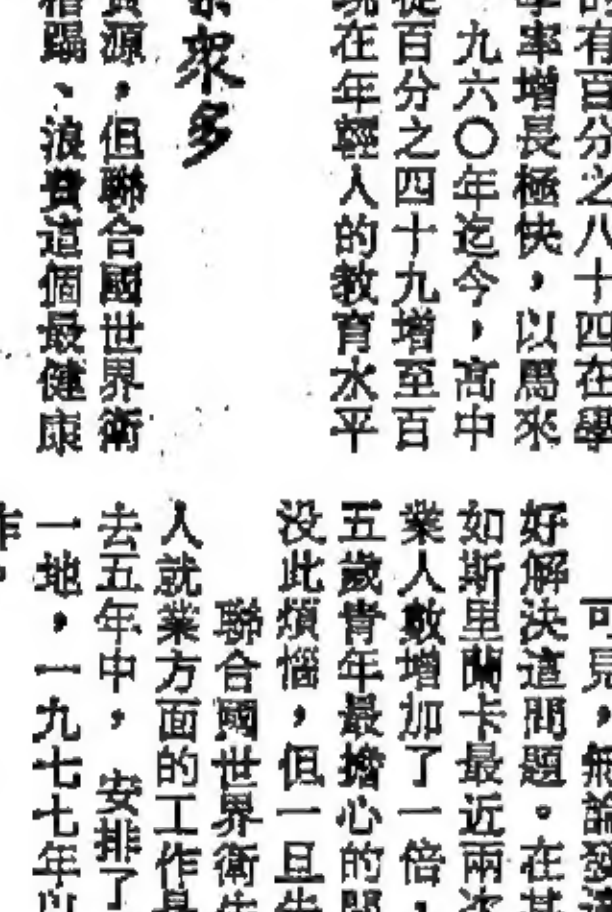 的有百分之八十四在學
率增長極快，以馬來
九六〇年迄今，高中
從百分之四十九增至百
現在年輕人的教育水平
眾多
資源，但聯合國世界衛
蹋、浪費這個最健康
可見，無論發
好解決這問題。在其
如斯里蘭卡最近兩次
業人數增加了一倍，
五歲青年最擔心的問
没此煩惱，但一旦失
聯合國世界衛生
人就業方面的工作是
去五年中，安排了
一地，一九七七年以
作，